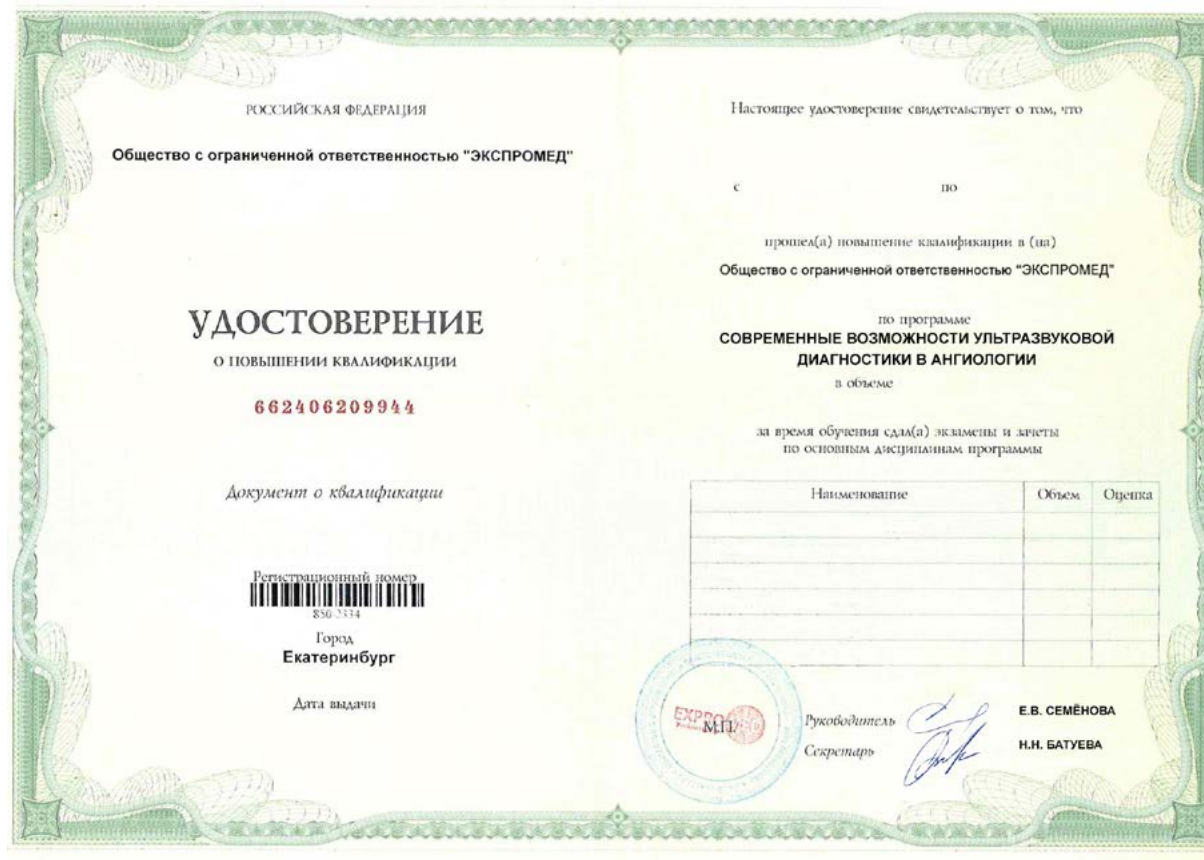 РОССИЙСКАЯ ФЕДЕРАЦИЯ
Общество с ограниченной ответственностью "ЭКСПРОМЕД"
УДОСТОВЕРЕНИЕ
О ПОВЫШЕНИИ КВАЛИФИКАЦИИ
662406209944
Документ о квалификации
Регистрационный номер
850-2334
Город
Екатеринбург
Дата выдачи
Настоящее удостоверение свидетельствует о том, что
с по
прошел(а) повышение квалификации в (на)
Общество с ограниченной ответственностью "ЭКСПРОМЕД"
по программе
СОВРЕМЕННЫЕ ВОЗМОЖНОСТИ УЛЬТРАЗВУКОВОЙ
ДИАГНОСТИКИ В АНГИОЛОГИИ
в объеме
за время обучения сдал(а) экзамены и зачеты
по основным дисциплинам программы
Наименование Объем Оценка
М.П.
Руководитель Е.В. СЕМЁНОВА
Секретарь Н.Н. БАТУЕВА